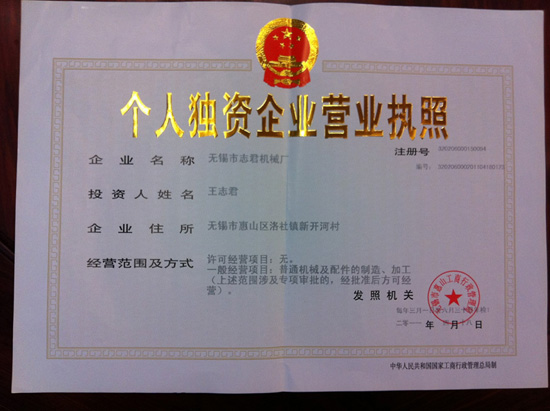 个人独资企业营业执照
注册号
企业名称 无锡市志君机械厂
投资人姓名 王志君
企业住所 无锡市惠山区洛社镇新开河村
经营范围及方式 许可经营项目：无。
一般经营项目：普通机械及配件的制造、加工
（上述范围涉及专项审批的，经批准后方可经
营）。
发照机关
二〇一一年 月 日
中华人民共和国国家工商行政管理总局制